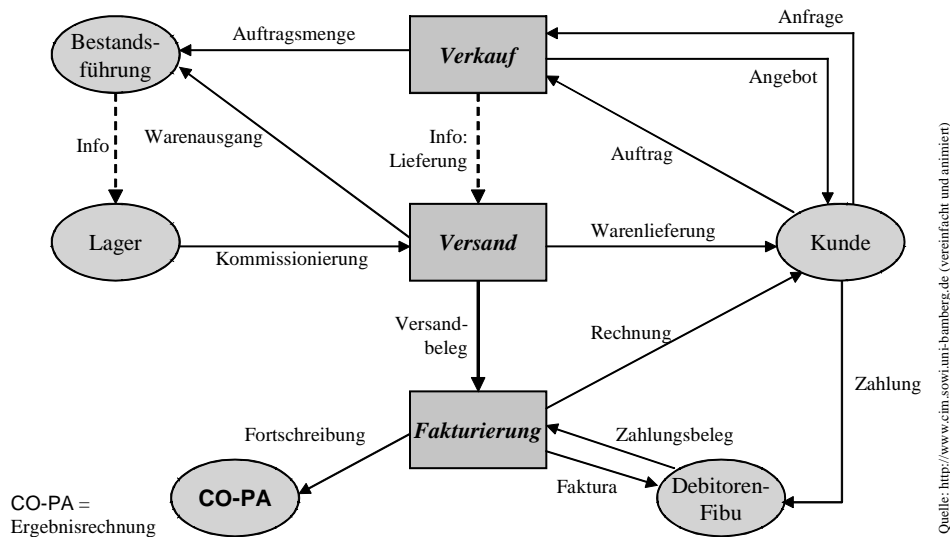 Auftragsmenge
Anfrage
Bestands-
führung
Verkauf
Angebot
Info
Warenausgang
Info:
Lieferung
Auftrag
Lager
Versand
Warenlieferung
Kunde
Kommissionierung
Versand-
beleg
Rechnung
Zahlung
Fortschreibung
Fakturierung
Zahlungsbeleg
Faktura
CO-PA
Debitoren-
Fibu
CO-PA =
Ergebnisrechnung
Quelle: http://www.cim.sowi.uni-bamberg.de (vereinfacht und animiert)